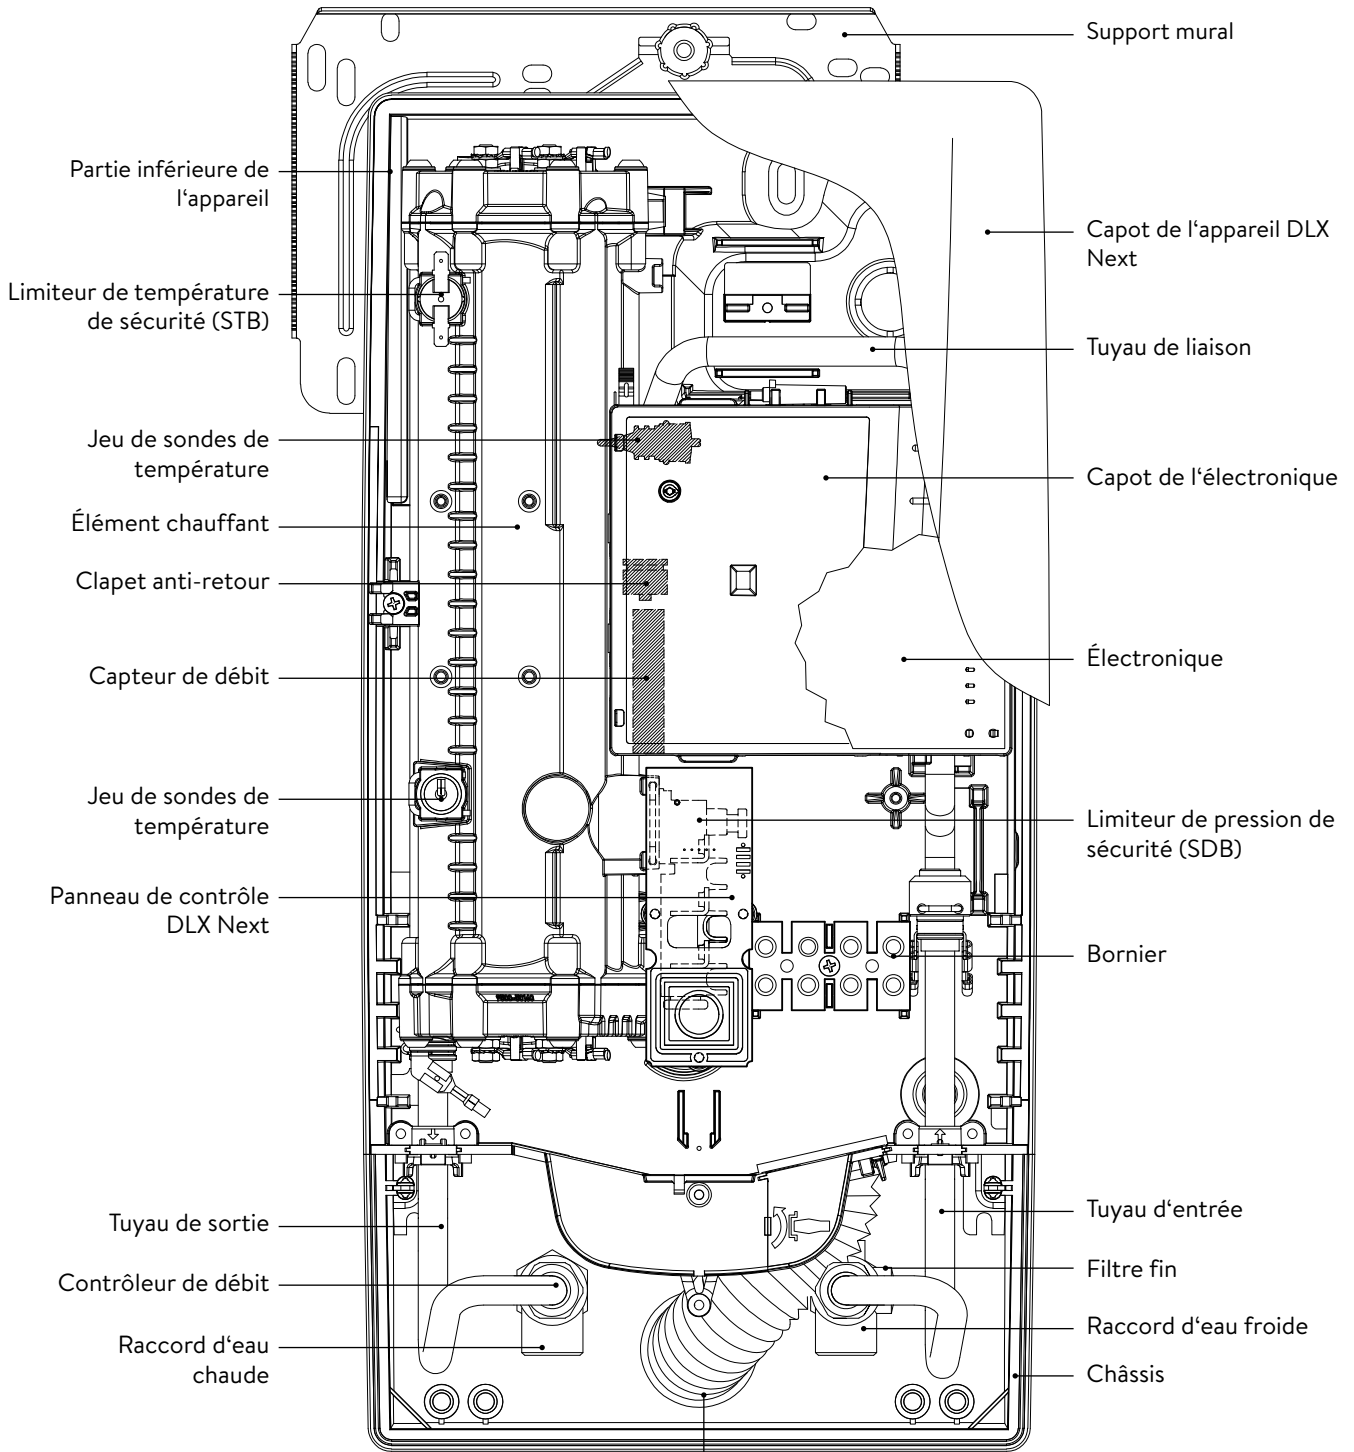 Support mural
Partie inférieure de
l‘appareil
Capot de l‘appareil DLX
Next
Limiteur de température
de sécurité (STB)
Tuyau de liaison
Jeu de sondes de
température
Capot de l‘électronique
Élément chauffant
Clapet anti-retour
Électronique
Capteur de débit
Jeu de sondes de
température
Limiteur de pression de
sécurité (SDB)
Panneau de contrôle
DLX Next
Bornier
Tuyau de sortie
Tuyau d‘entrée
Contrôleur de débit
Filtre fin
Raccord d‘eau
chaude
Raccord d‘eau froide
Châssis